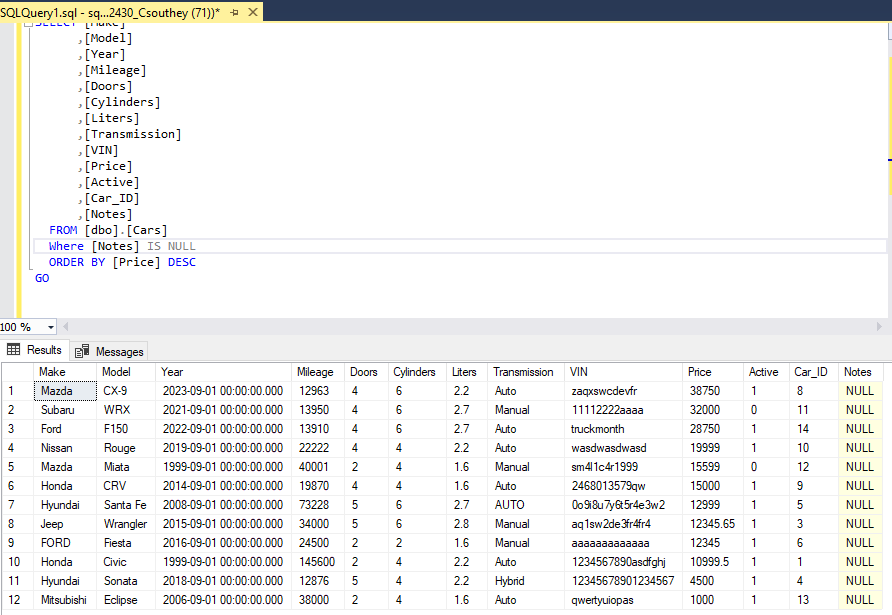 SQLQuery1.sql - sq...2430_Csouthey (71))*
SELECT [Make]
,[Model]
,[Year]
,[Mileage]
,[Doors]
,[Cylinders]
,[Liters]
,[Transmission]
,[VIN]
,[Price]
,[Active]
,[Car_ID]
,[Notes]
FROM [dbo].[Cars]
Where [Notes] IS NULL
ORDER BY [Price] DESC
GO
100 %
Results Messages
Make Model Year Mileage Doors Cylinders Liters Transmission VIN Price Active Car_ID Notes
1 Mazda CX-9 2023-09-01 00:00:00.000 12963 4 6 2.2 Auto zaqxswcdevfr 38750 1 8 NULL
2 Subaru WRX 2021-09-01 00:00:00.000 13950 4 6 2.7 Manual 11112222aaaa 32000 0 11 NULL
3 Ford F150 2022-09-01 00:00:00.000 13910 4 6 2.7 Auto truckmonth 28750 1 14 NULL
4 Nissan Rouge 2019-09-01 00:00:00.000 22222 4 4 2.2 Auto wasdwasdwasd 19999 1 10 NULL
5 Mazda Miata 1999-09-01 00:00:00.000 40001 2 4 1.6 Manual sm4l1c4r1999 15599 0 12 NULL
6 Honda CRV 2014-09-01 00:00:00.000 19870 4 4 1.6 Auto 2468013579qw 15000 1 9 NULL
7 Hyundai Santa Fe 2008-09-01 00:00:00.000 73228 5 6 2.7 AUTO 0o9i8u7y6t5r4e3w2 12999 1 5 NULL
8 Jeep Wrangler 2015-09-01 00:00:00.000 34000 5 6 2.8 Manual aq1sw2de3fr4fr4 12345.65 1 3 NULL
9 FORD Fiesta 2016-09-01 00:00:00.000 24500 2 2 1.6 Manual aaaaaaaaaaaaa 12345 1 6 NULL
10 Honda Civic 1999-09-01 00:00:00.000 145600 2 4 2.2 Auto 1234567890asdfghj 10999.5 1 1 NULL
11 Hyundai Sonata 2018-09-01 00:00:00.000 12876 5 4 2.2 Hybrid 12345678901234567 4500 1 4 NULL
12 Mitsubishi Eclipse 2006-09-01 00:00:00.000 38000 2 4 1.6 Auto qwertyuiopas 1000 1 13 NULL